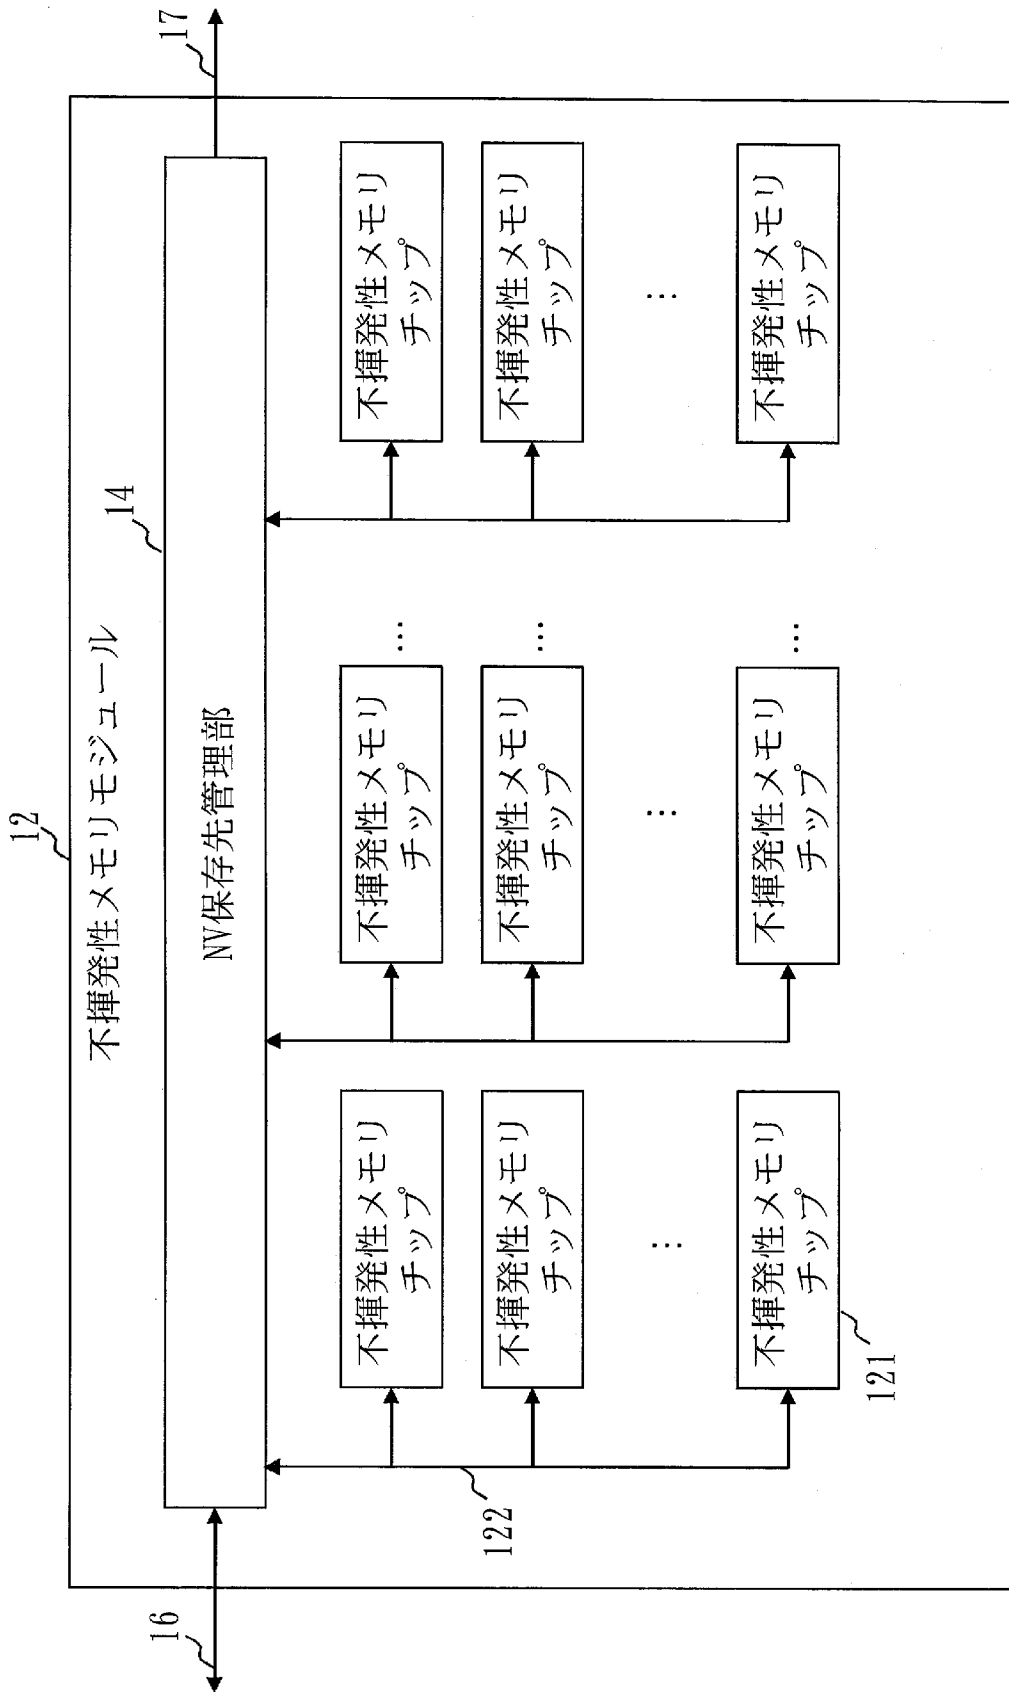 12
不揮発性メモリモジュール
14
NV保存先管理部
16
17
不揮発性メモリ
チップ
不揮発性メモリ
チップ
…
不揮発性メモリ
チップ
…
不揮発性メモリ
チップ
不揮発性メモリ
チップ
…
不揮発性メモリ
チップ
…
不揮発性メモリ
チップ
…
不揮発性メモリ
チップ
…
不揮発性メモリ
チップ
122
121